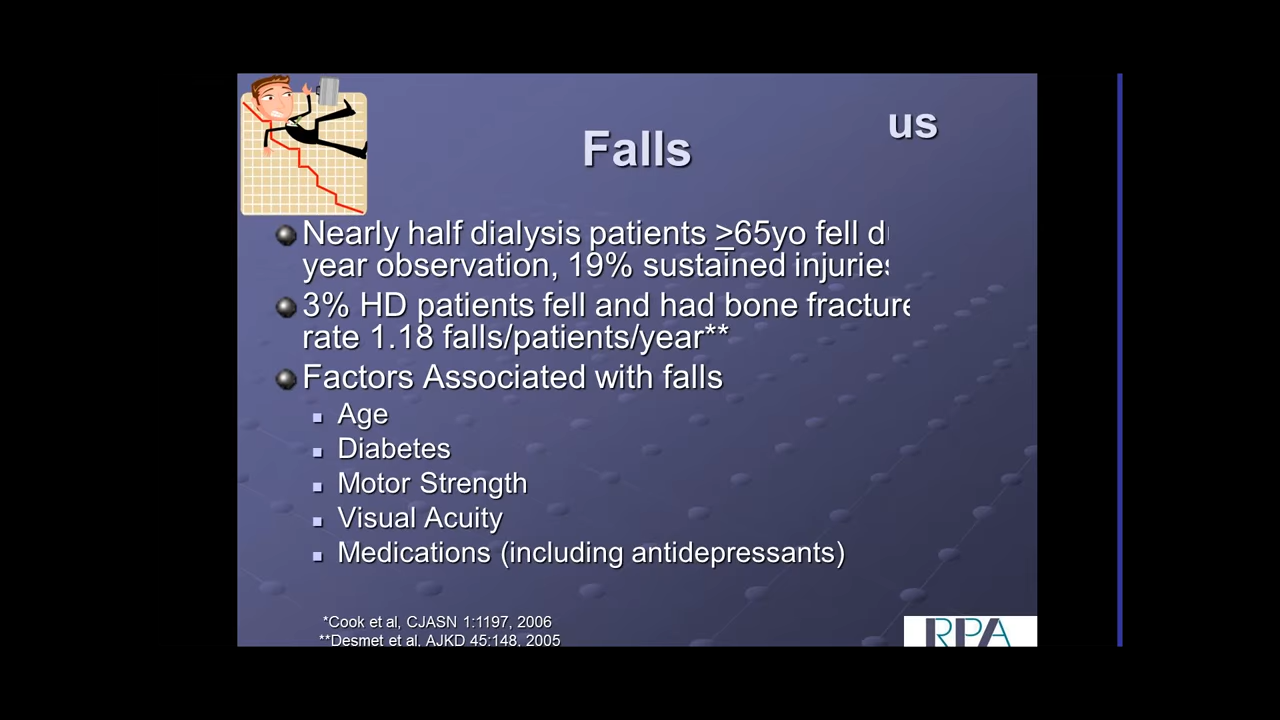 us
Falls
Nearly half dialysis patients ≥65yo fell
year observation, 19% sustained injuries
3% HD patients fell and had bone fracture
rate 1.18 falls/patients/year**
Factors Associated with falls
Age
Diabetes
Motor Strength
Visual Acuity
Medications (including antidepressants)
*Cook et al, CJASN 1:1197, 2006
**Desmet et al, AJKD 45:148, 2005
RPA